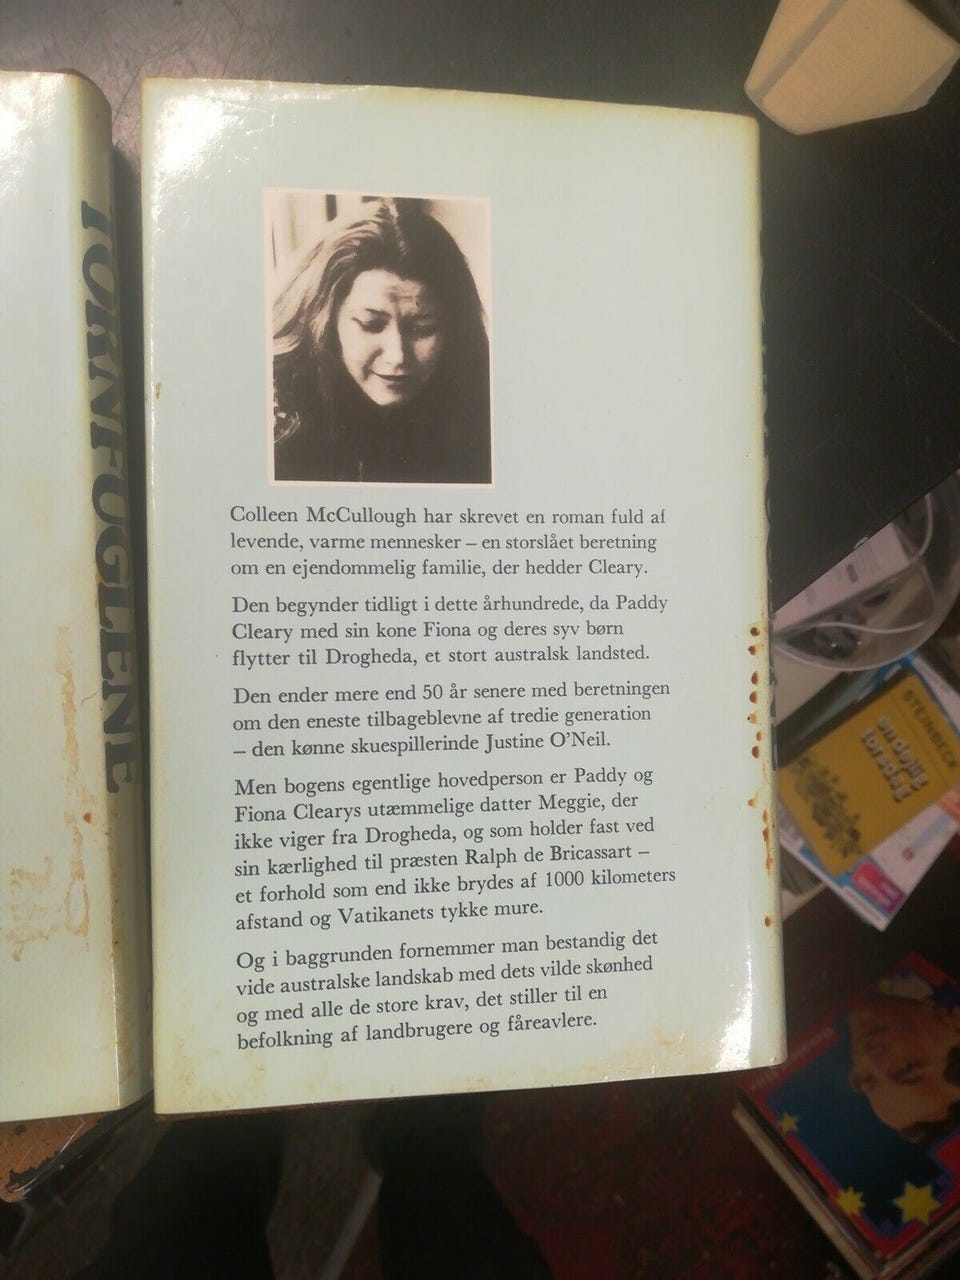 TORNFUGLENE
Colleen McCullough har skrevet en roman fuld af
levende, varme mennesker – en storslået beretning
om en ejendommelig familie, der hedder Cleary.
Den begynder tidligt i dette århundrede, da Paddy
Cleary med sin kone Fiona og deres syv børn
flytter til Drogheda, et stort australsk landsted.
Den ender mere end 50 år senere med beretningen
om den eneste tilbageblevne af tredie generation
– den kønne skuespillerinde Justine O'Neil.
Men bogens egentlige hovedperson er Paddy og
Fiona Clearys utæmmelige datter Meggie, der
ikke viger fra Drogheda, og som holder fast ved
sin kærlighed til præsten Ralph de Bricassart –
et forhold som end ikke brydes af 1000 kilometers
afstand og Vatikanets tykke mure.
Og i baggrunden fornemmer man bestandig det
vide australske landskab med dets vilde skønhed
og med alle de store krav, det stiller til en
befolkning af landbrugere og fåreavlere.
STEINBECK
en dejlig
torsdag